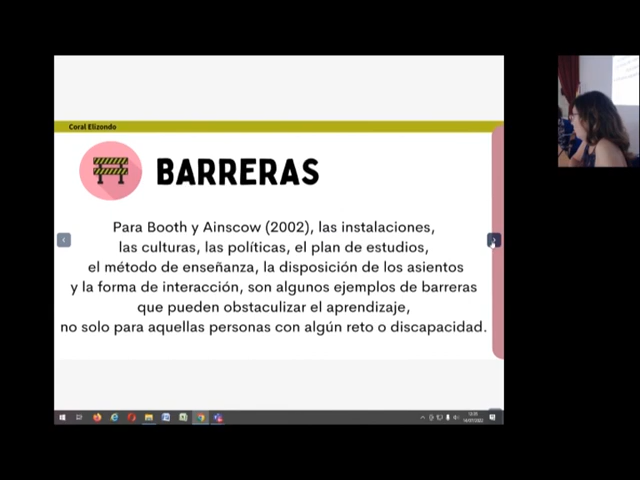 Coral Elizondo
BARRERAS
Para Booth y Ainscow (2002), las instalaciones,
las culturas, las políticas, el plan de estudios,
el método de enseñanza, la disposición de los asientos
y la forma de interacción, son algunos ejemplos de barreras
que pueden obstaculizar el aprendizaje,
no solo para aquellas personas con algún reto o discapacidad.